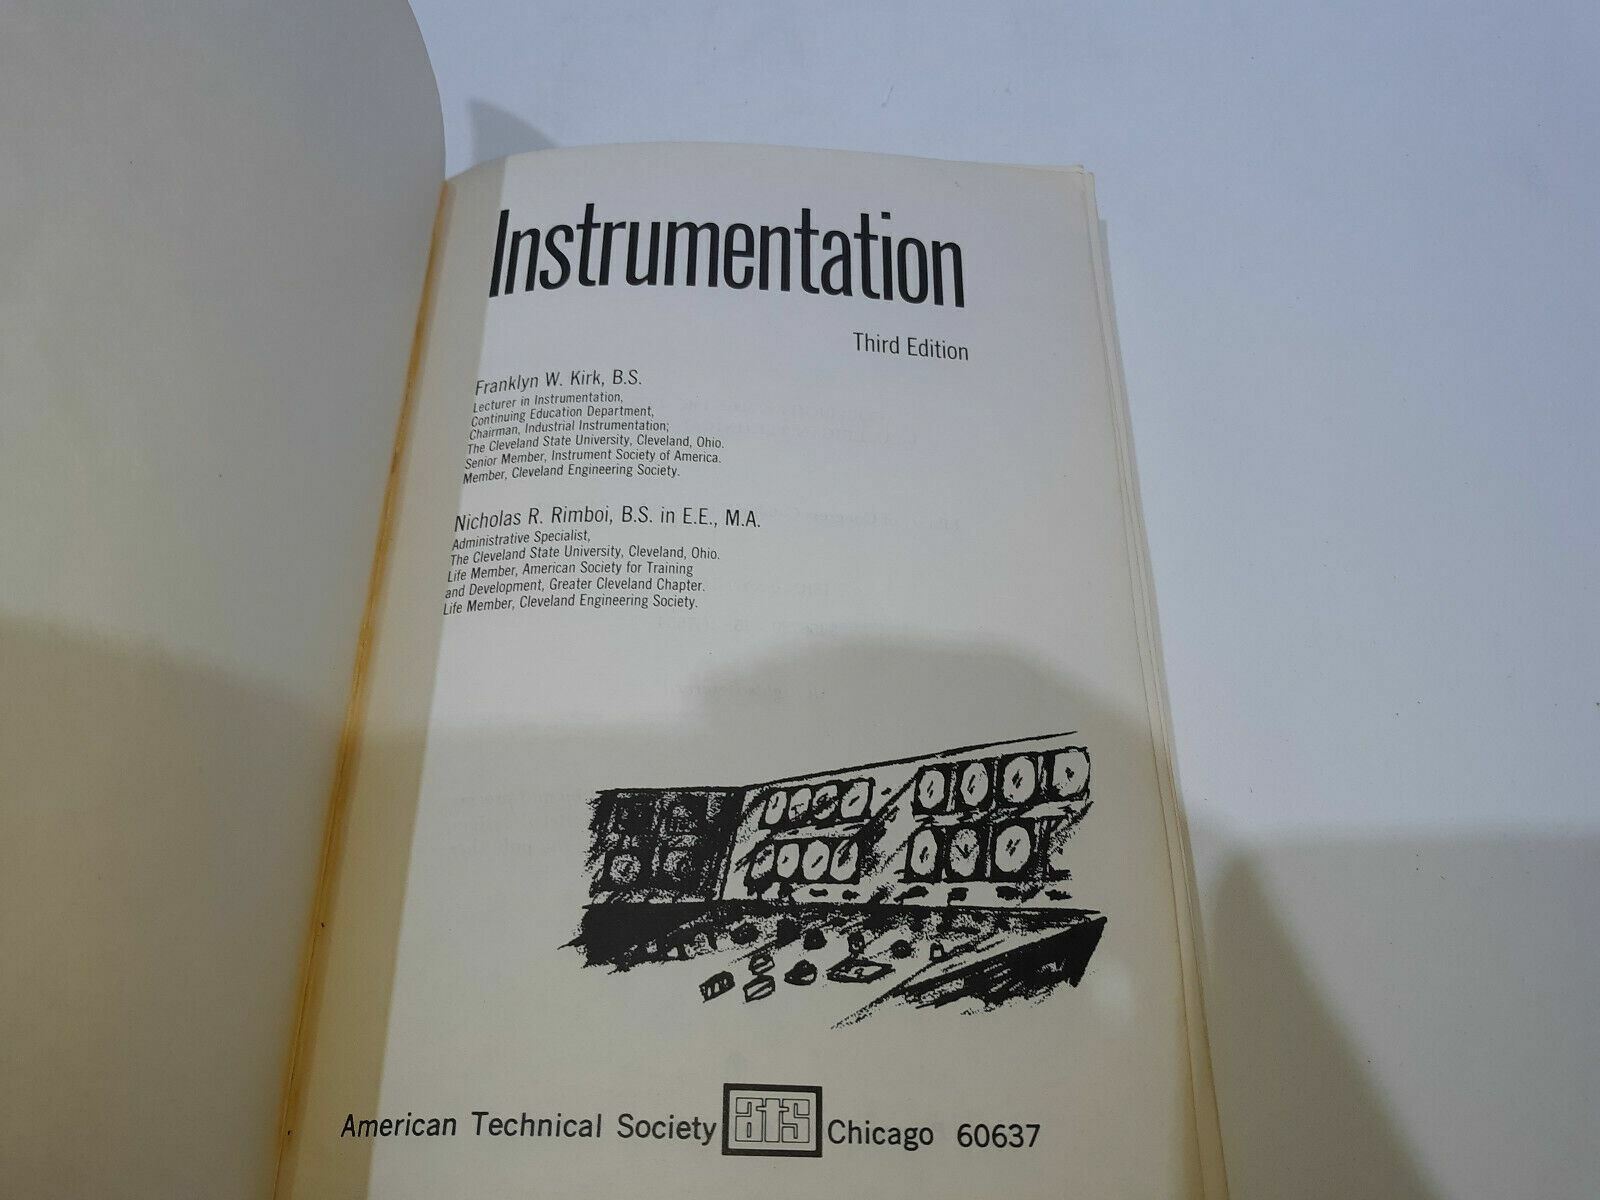 Instrumentation
Third Edition
Franklyn W. Kirk, B.S.
Lecturer in Instrumentation,
Continuing Education Department,
Chairman, Industrial Instrumentation;
The Cleveland State University, Cleveland, Ohio.
Senior Member, Instrument Society of America.
Member, Cleveland Engineering Society.
Nicholas R. Rimboi, B.S. in E.E., M.A.
Administrative Specialist,
The Cleveland State University, Cleveland, Ohio.
Life Member, American Society for Training
and Development, Greater Cleveland Chapter.
Life Member, Cleveland Engineering Society.
American Technical Society ats Chicago 60637